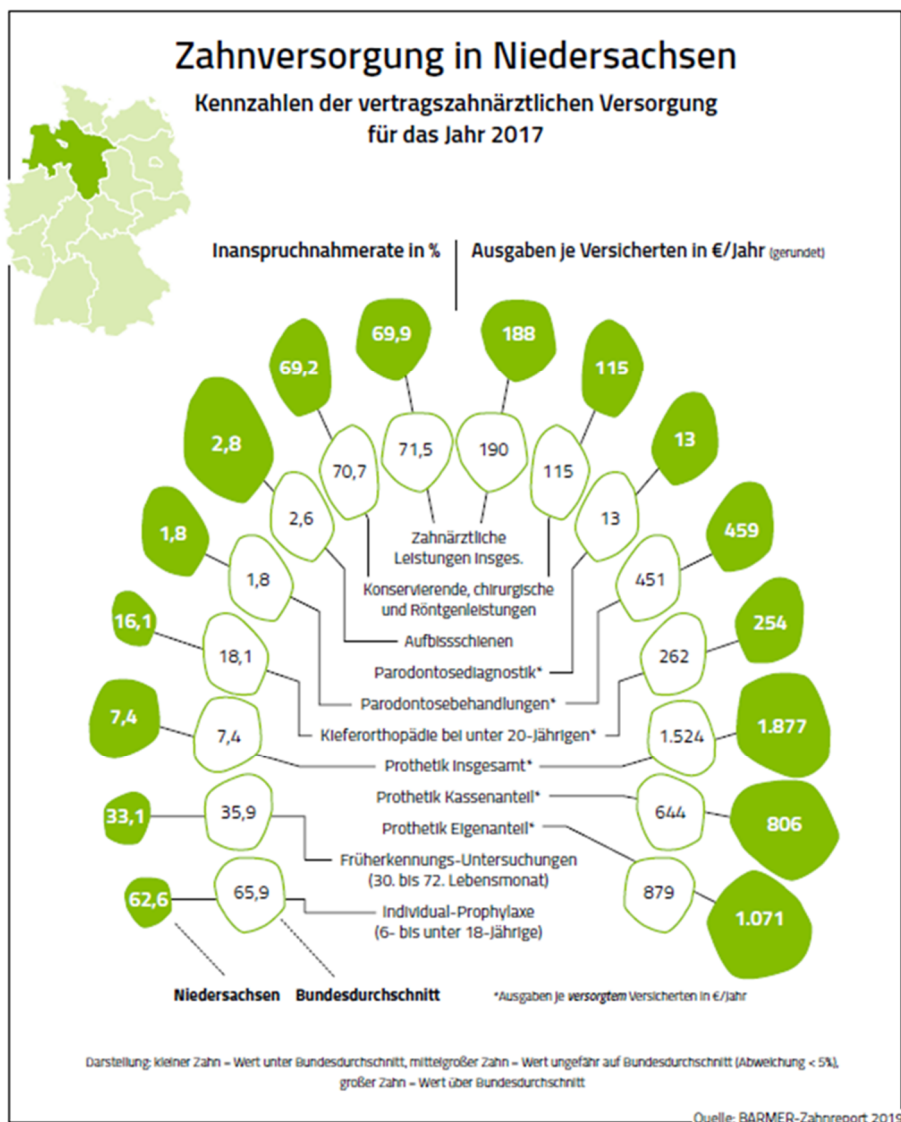 Zahnversorgung in Niedersachsen
Kennzahlen der vertragszahnärztlichen Versorgung
für das Jahr 2017
Inanspruchnahmerate in %
Ausgaben je Versicherten in €/Jahr (gerundet)
69,9
188
69,2
115
2,8
13
71,5
190
70,7
115
2,6
13
1,8
459
Zahnärztliche
Leistungen insges.
1,8
451
Konservierende, chirurgische
und Röntgenleistungen
16,1
254
Aufbissschienen
18,1
262
Parodontosediagnostik*
Parodontosebehandlungen*
7,4
1.877
Kieferorthopädie bei unter 20-Jährigen*
7,4
1.524
Prothetik Insgesamt*
Prothetik Kassenanteil*
33,1
35,9
644
806
Prothetik Eigenanteil*
Früherkennungs-Untersuchungen
(30. bis 72. Lebensmonat)
62,6
65,9
879
1.071
Individual-Prophylaxe
(6- bis unter 18-Jährige)
Niedersachsen
Bundesdurchschnitt
*Ausgaben je versorgtem Versicherten in €/Jahr
Darstellung: kleiner Zahn = Wert unter Bundesdurchschnitt, mittelgroßer Zahn = Wert ungefähr auf Bundesdurchschnitt (Abweichung < 5%),
großer Zahn = Wert über Bundesdurchschnitt
Quelle: BARMER-Zahnreport 2019